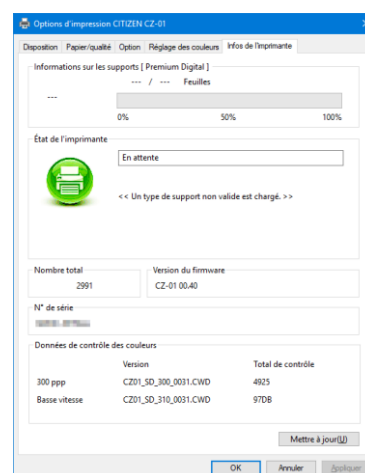 Options d'impression CITIZEN CZ-01
Disposition Papier/qualité Option Réglage des couleurs Infos de l'imprimante
Informations sur les supports [ Premium Digital ]
--- / --- Feuilles
---
0% 50% 100%
État de l'imprimante
En attente
<< Un type de support non valide est chargé. >>
Nombre total Version du firmware
2991 CZ-01 00.40
N° de série
Données de contrôle des couleurs
Version Total de contrôle
300 ppp CZ01_SD_300_0031.CWD 4925
Basse vitesse CZ01_SD_310_0031.CWD 97DB
Mettre à jour(U)
OK Annuler Appliquer